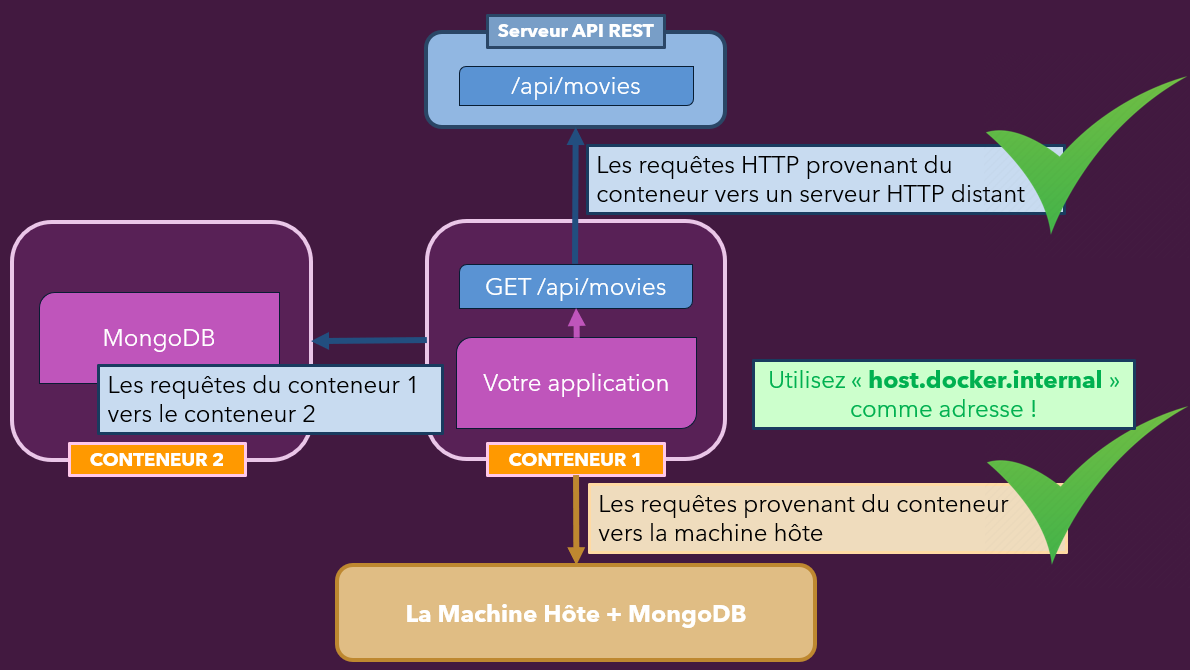 Serveur API REST
/api/movies
Les requêtes HTTP provenant du
conteneur vers un serveur HTTP distant
GET /api/movies
MongoDB
Votre application
Les requêtes du conteneur 1
vers le conteneur 2
Utilisez « host.docker.internal »
comme adresse !
CONTENEUR 2
CONTENEUR 1
Les requêtes provenant du conteneur
vers la machine hôte
La Machine Hôte + MongoDB